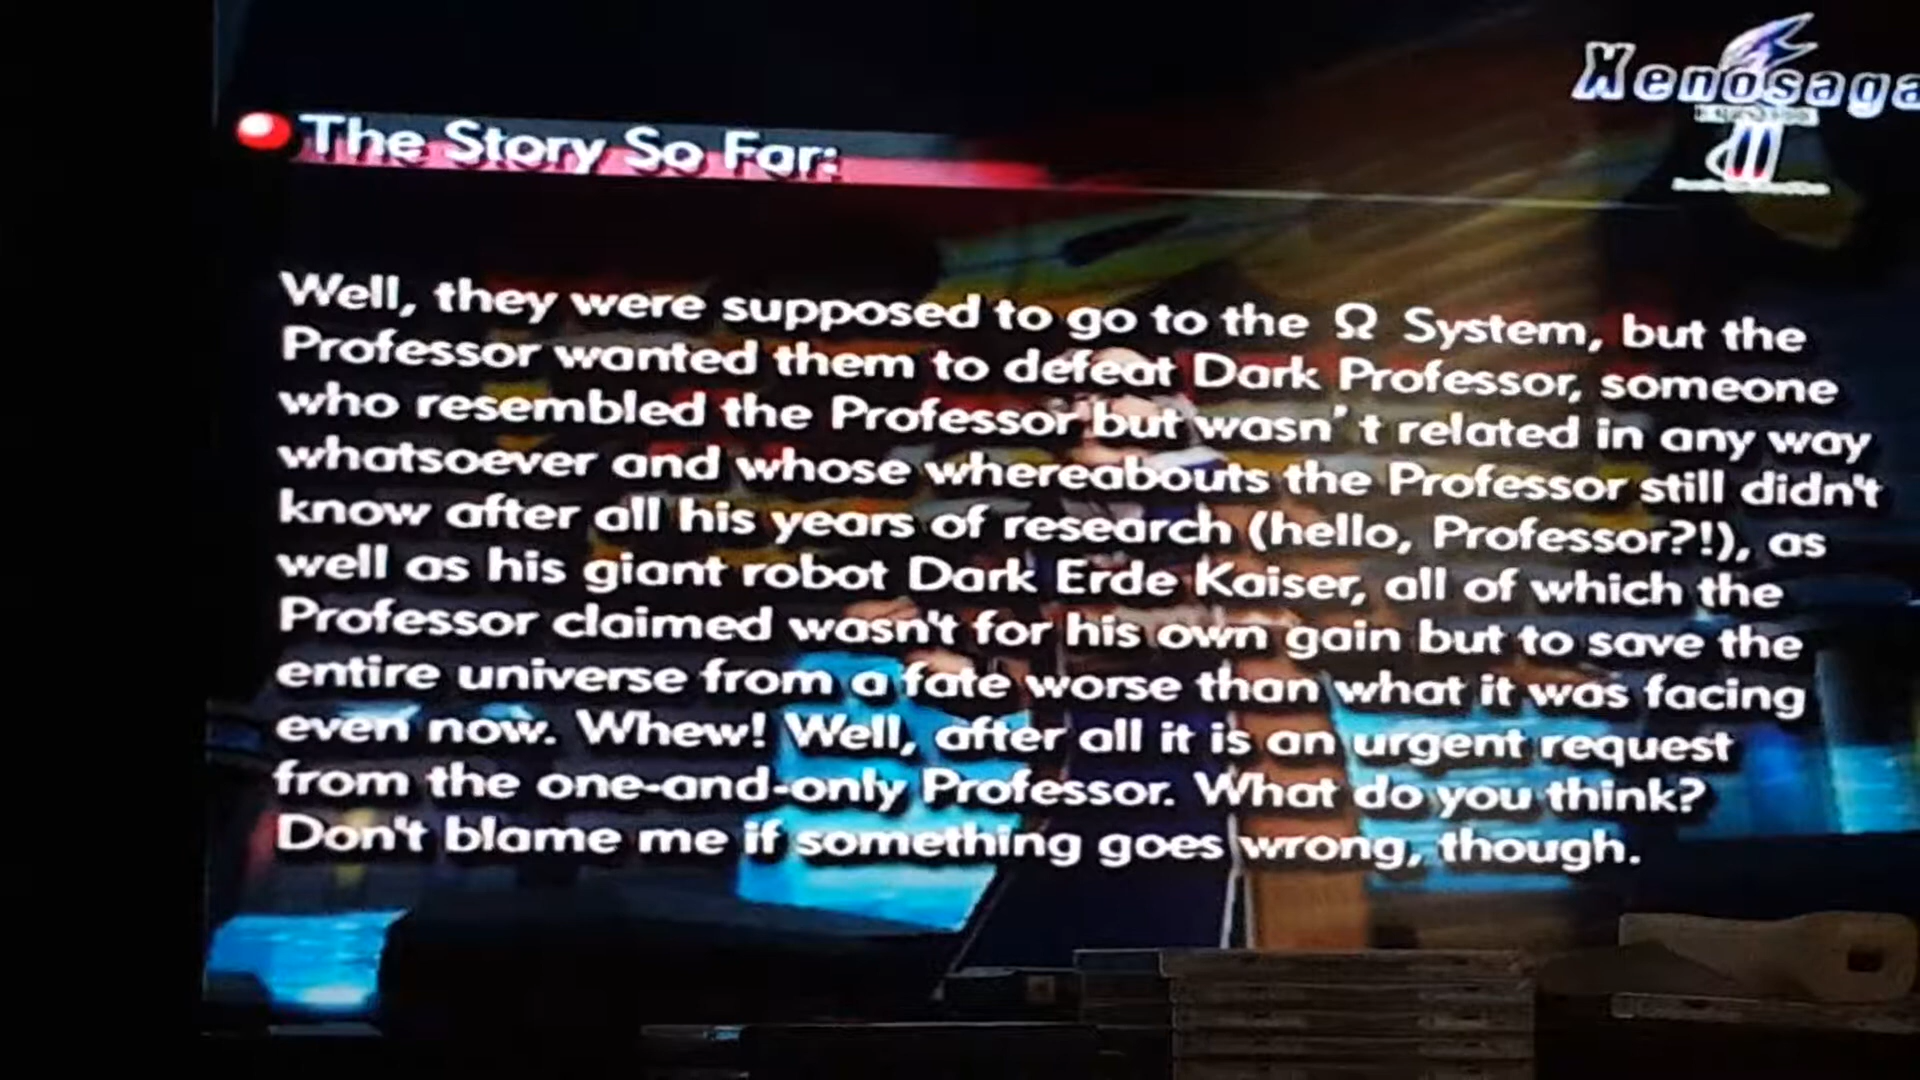 Xenosaga
The Story So Far:
Well, they were supposed to go to the Ω System, but the
Professor wanted them to defeat Dark Professor, someone
who resembled the Professor but wasn't related in any way
whatsoever and whose whereabouts the Professor still didn't
know after all his years of research (hello, Professor?!), as
well as his giant robot Dark Erde Kaiser, all of which the
Professor claimed wasn't for his own gain but to save the
entire universe from a fate worse than what it was facing
even now. Whew! Well, after all it is an urgent request
from the one-and-only Professor. What do you think?
Don't blame me if something goes wrong, though.